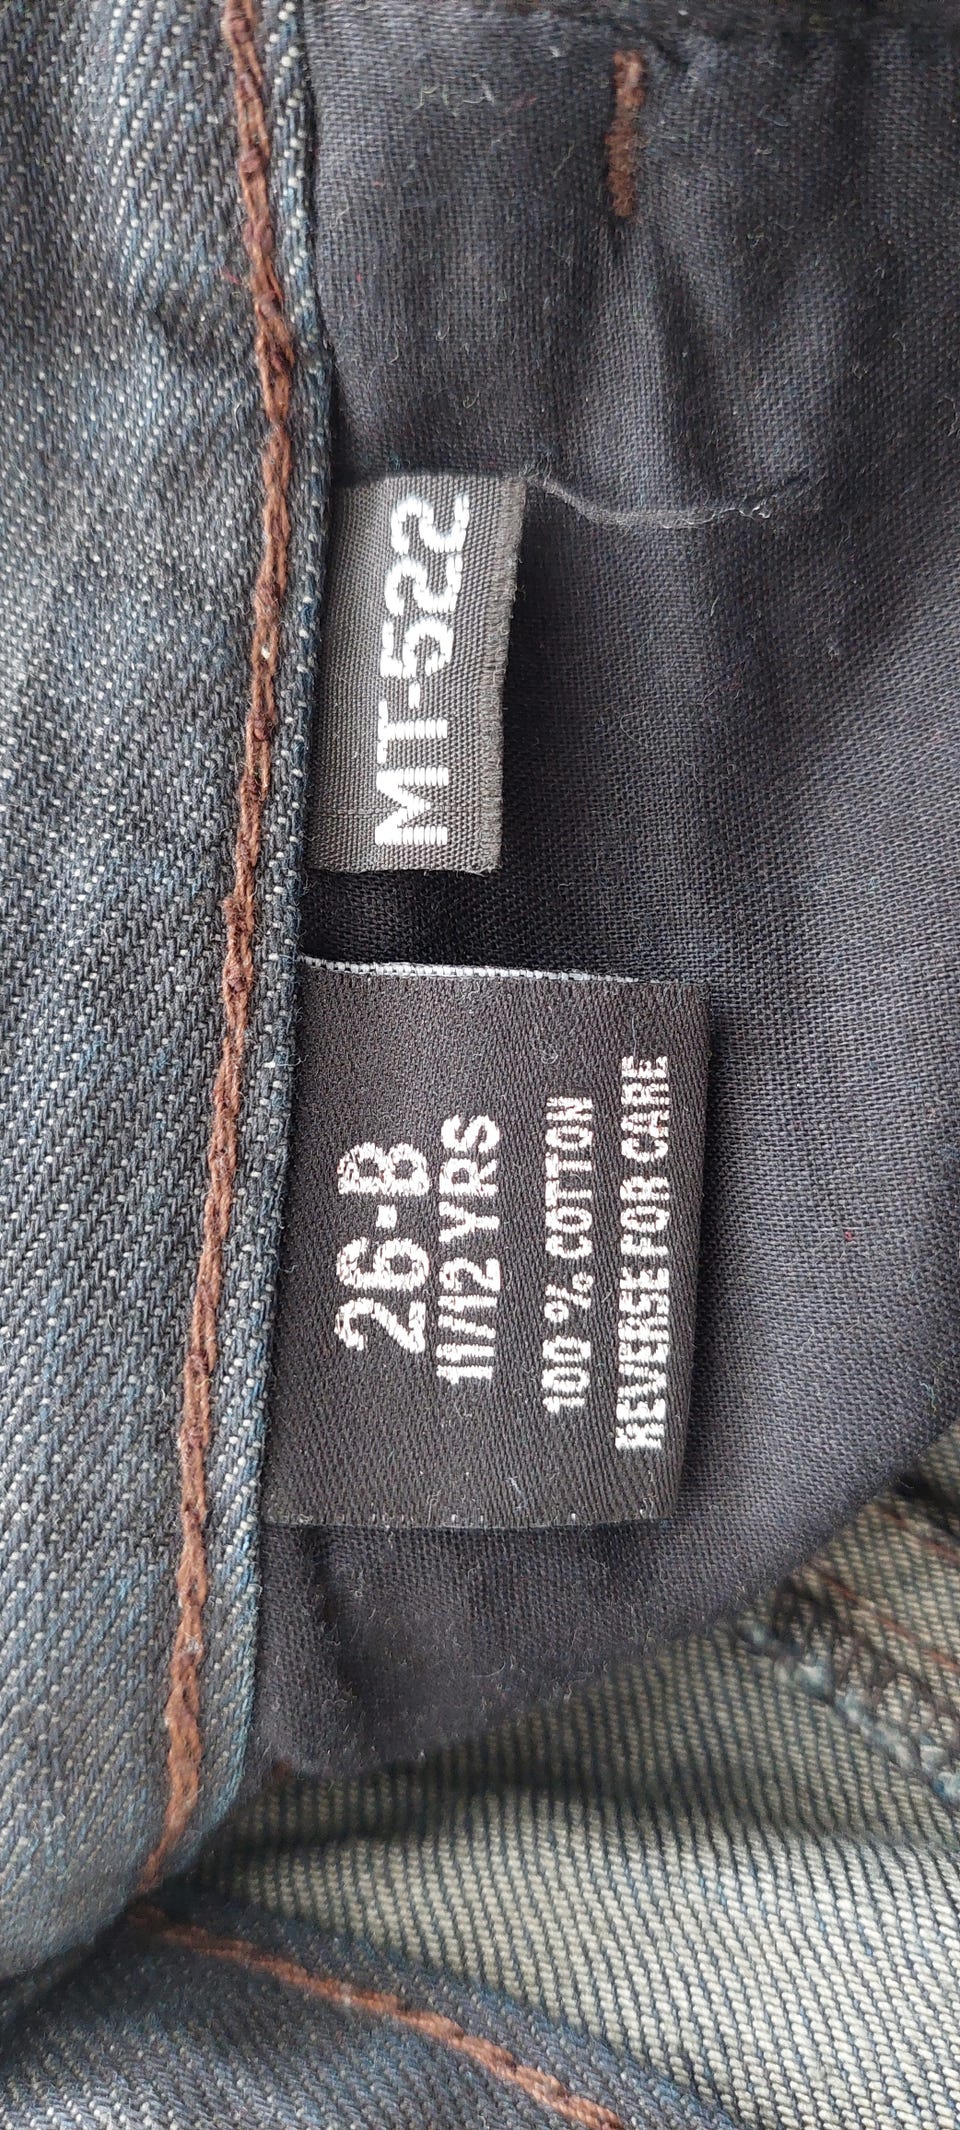 MT-522
26-B
11/12 YRS
100 % COTTON
REVERSE FOR CARE